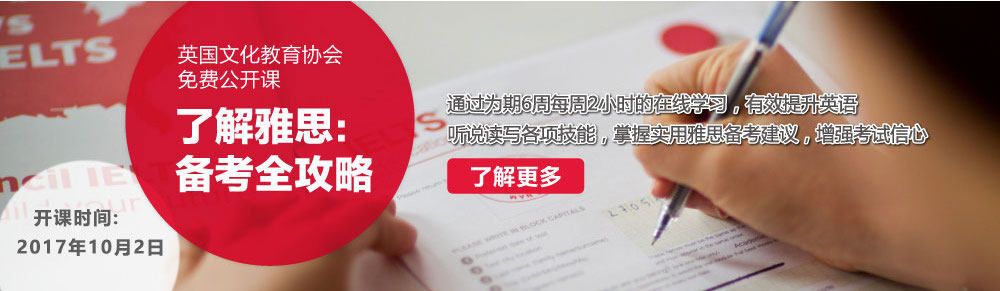 IELTS
英国文化教育协会
免费公开课
了解雅思:
备考全攻略
开课时间:
2017年10月2日
通过为期6周每周2小时的在线学习，有效提升英语
听说读写各项技能，掌握实用雅思备考建议，增强考试信心
了解更多
PLEASE WRITE IN BLOCK CAPITALS